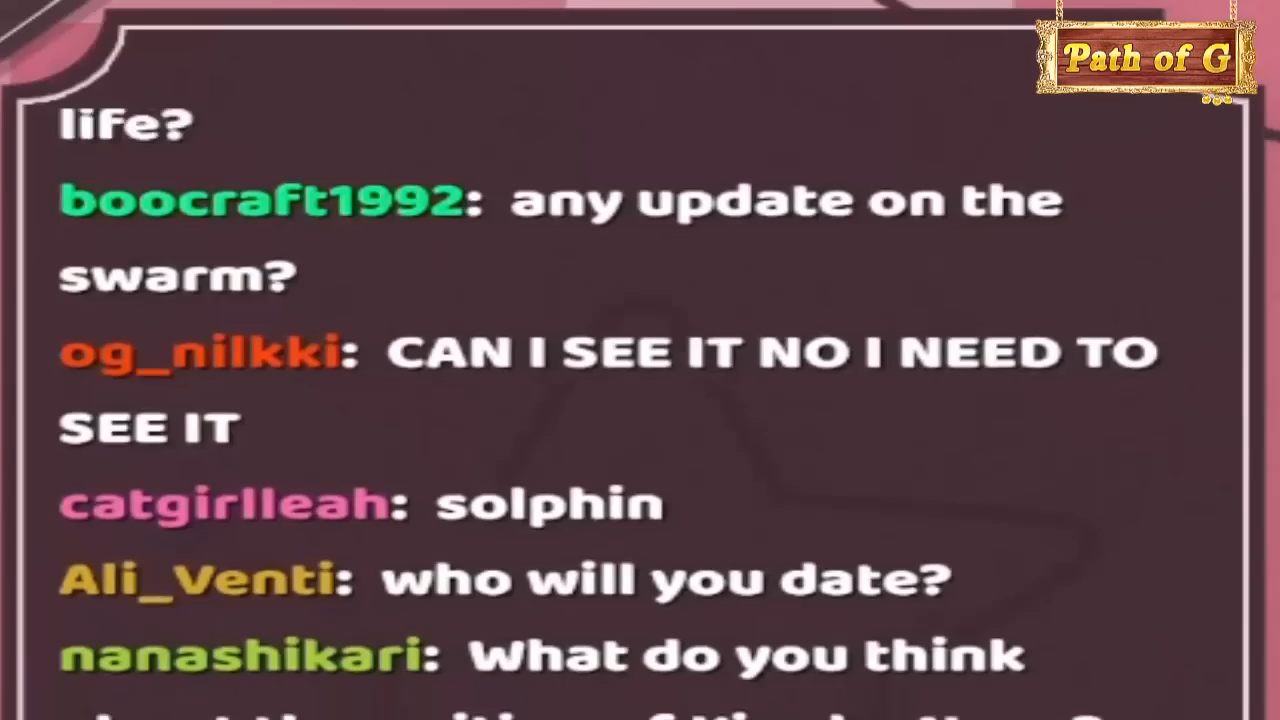 Path of G
life?
boocraft1992: any update on the
swarm?
og_nilkki: CAN I SEE IT NO I NEED TO
SEE IT
catgirlleah: solphin
Ali_Venti: who will you date?
nanashikari: What do you think